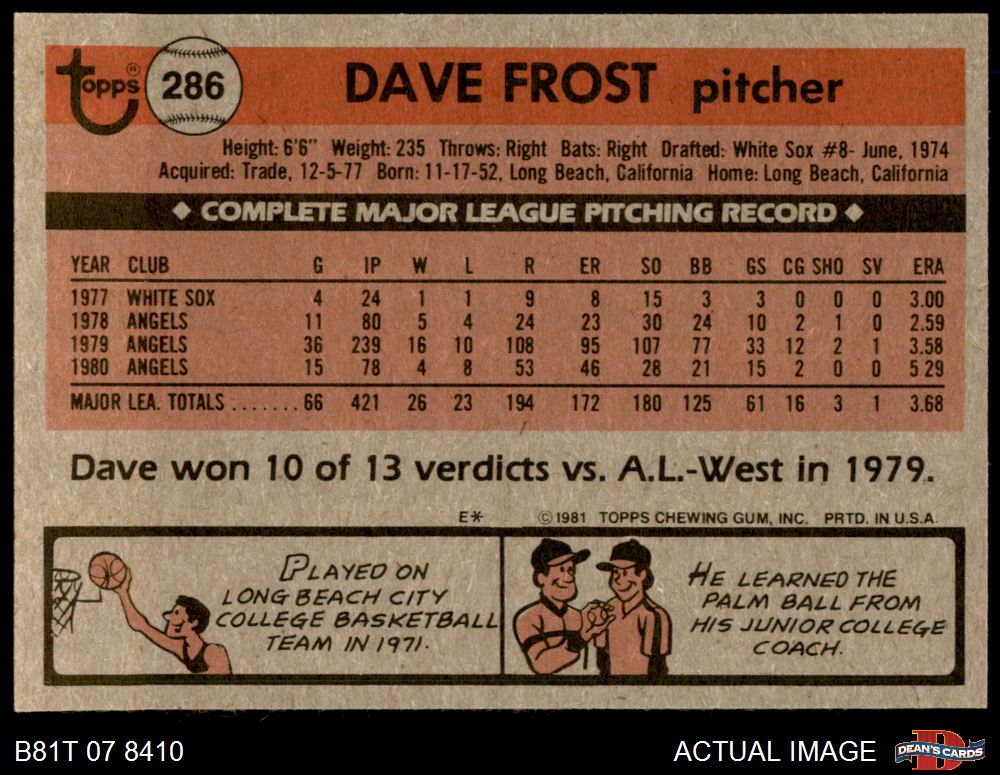 Topps ® 286 DAVE FROST pitcher
Height: 6'6" Weight: 235 Throws: Right Bats: Right Drafted: White Sox #8- June, 1974
Acquired: Trade, 12-5-77 Born: 11-17-52, Long Beach, California Home: Long Beach, California
◆ COMPLETE MAJOR LEAGUE PITCHING RECORD ◆
YEAR CLUB G IP W L R ER SO BB GS CG SHO SV ERA
1977 WHITE SOX 4 24 1 1 9 8 15 3 3 0 0 0 3.00
1978 ANGELS 11 80 5 4 24 23 30 24 10 2 1 0 2.59
1979 ANGELS 36 239 16 10 108 95 107 77 33 12 2 1 3.58
1980 ANGELS 15 78 4 8 53 46 28 21 15 2 0 0 5 29
MAJOR LEA. TOTALS ....... 66 421 26 23 194 172 180 125 61 16 3 1 3.68
Dave won 10 of 13 verdicts vs. A.L.-West in 1979.
E* © 1981 TOPPS CHEWING GUM, INC. PRTD. IN U.S.A.
PLAYED ON
LONG BEACH CITY
COLLEGE BASKETBALL
TEAM IN 1971.
HE LEARNED THE
PALM BALL FROM
HIS JUNIOR COLLEGE
COACH.
B81T 07 8410 ACTUAL IMAGE DEAN'S CARDS